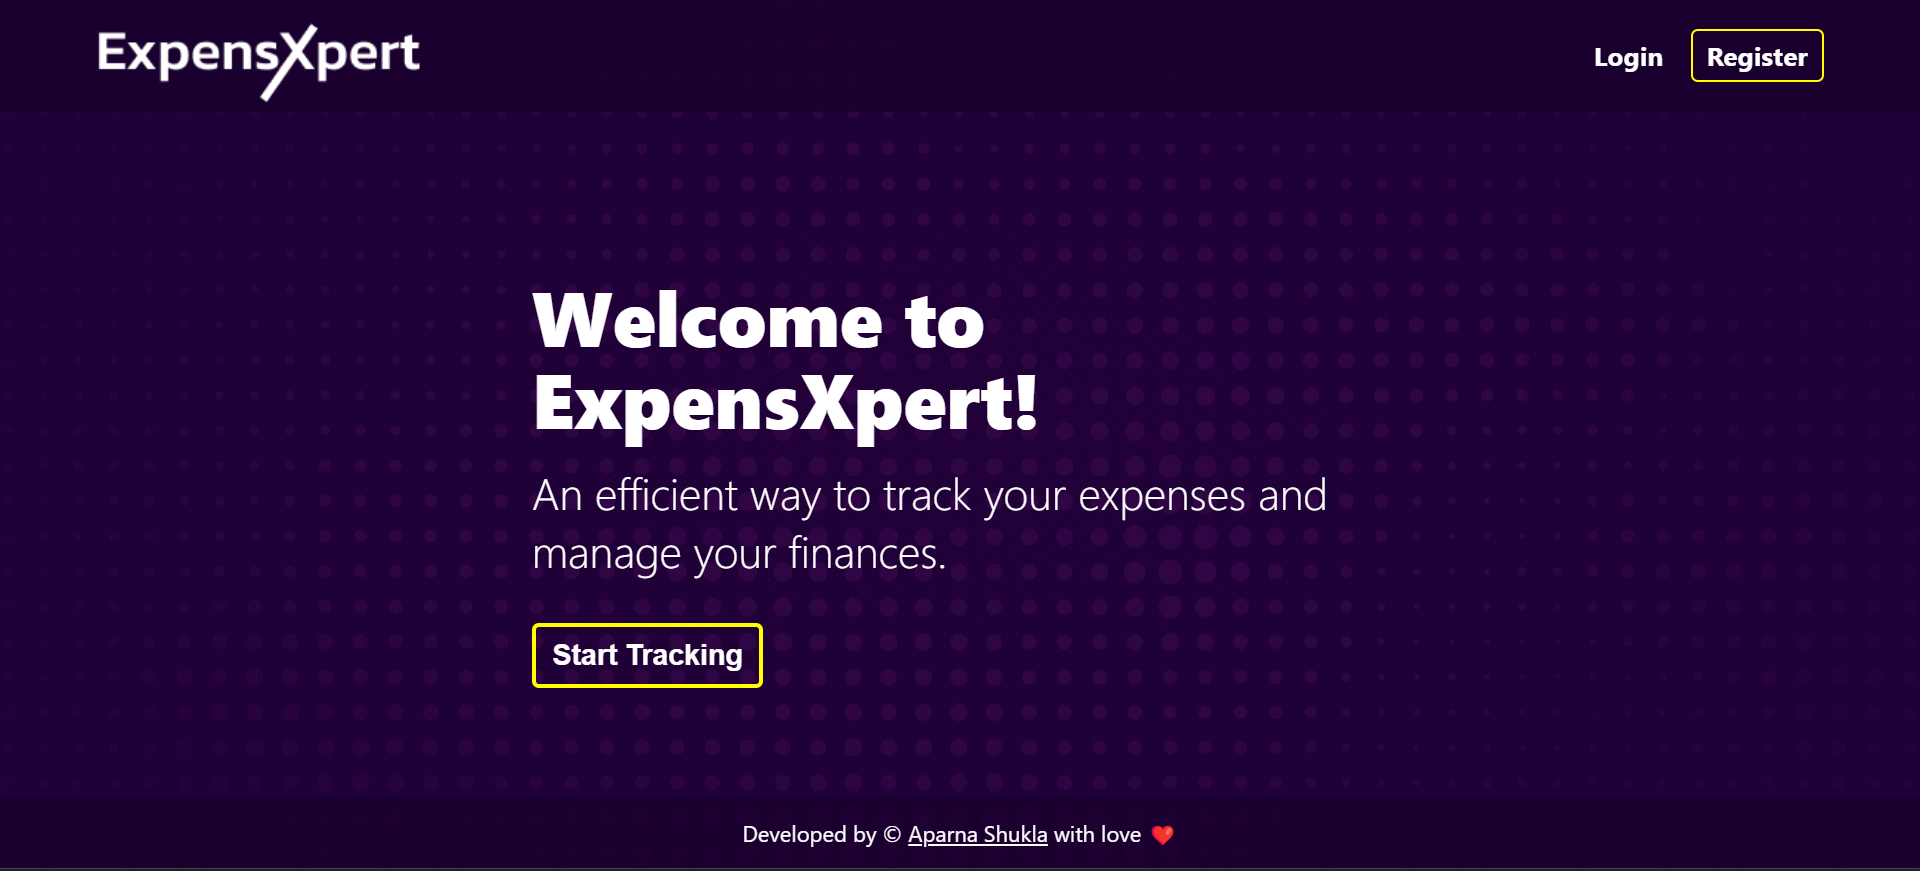 ExpensXpert
Login
Register
Welcome to
ExpensXpert!
An efficient way to track your expenses and
manage your finances.
Start Tracking
Developed by © Aparna Shukla with love ❤️